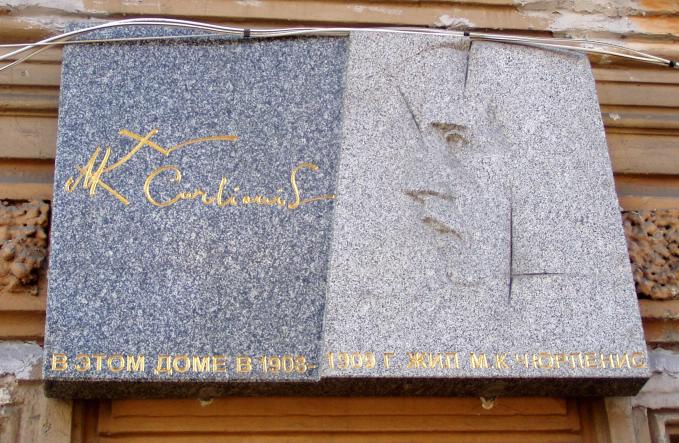 MK Čiurlionis
В ЭТОМ ДОМЕ В 1908-1909 Г. ЖИЛ М.К.ЧЮРЛЕНИС